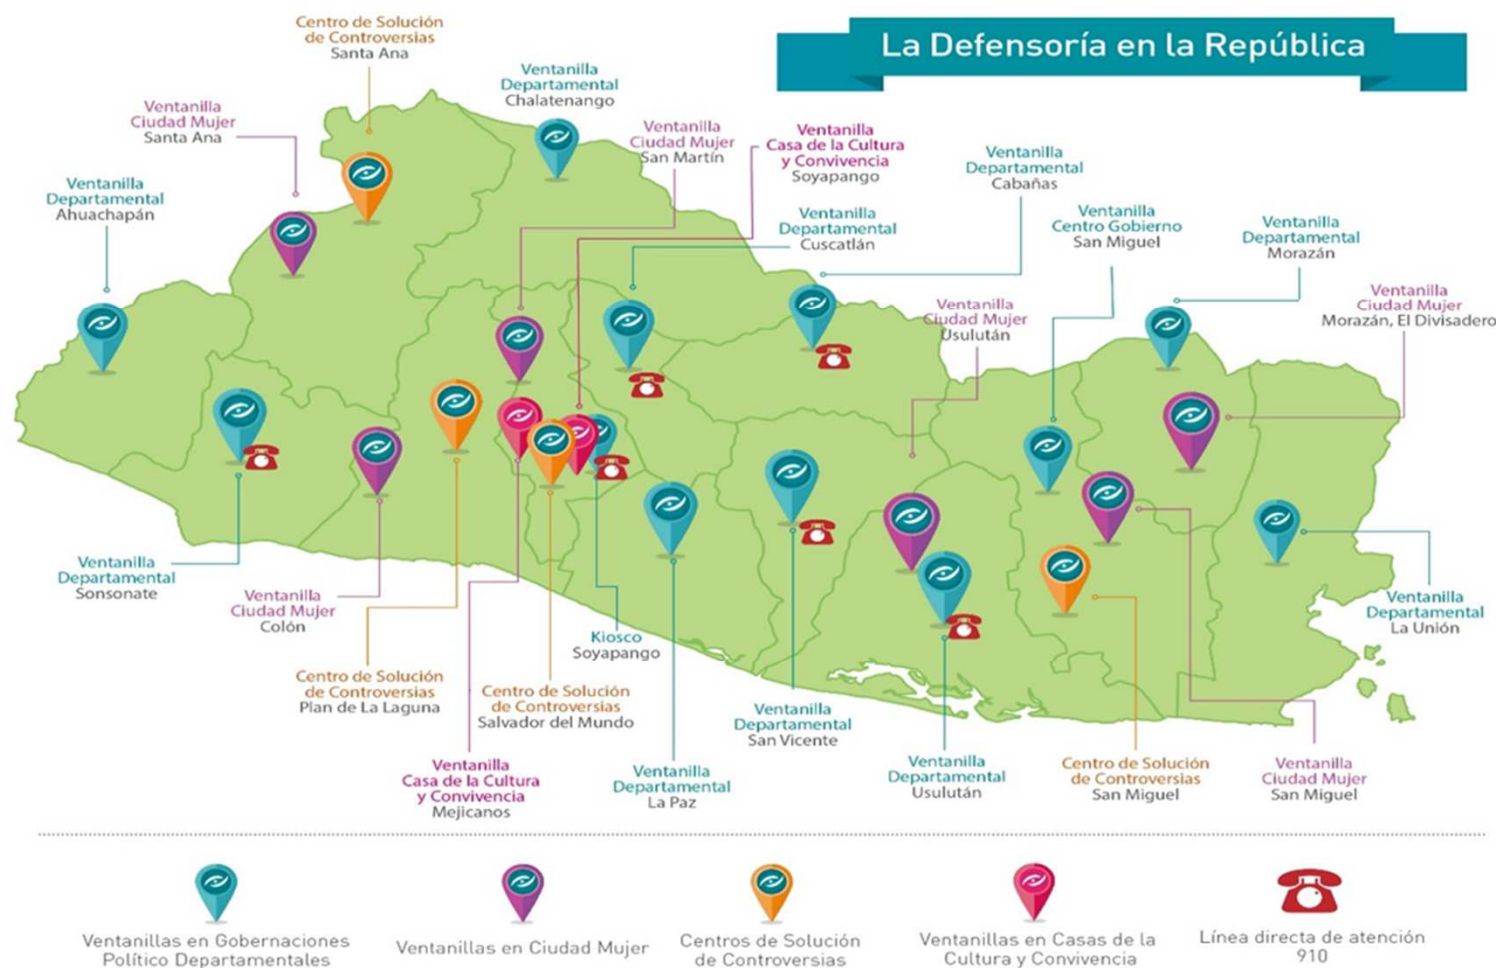 La Defensoría en la República
Centro de Solución
de Controversias
Santa Ana
Ventanilla
Departamental
Chalatenango
Ventanilla
Ciudad Mujer
Santa Ana
Ventanilla
Ciudad Mujer
San Martín
Ventanilla
Casa de la Cultura
y Convivencia
Soyapango
Ventanilla
Departamental
Cabañas
Ventanilla
Departamental
Ahuachapán
Ventanilla
Departamental
Cuscatlán
Ventanilla
Centro Gobierno
San Miguel
Ventanilla
Departamental
Morazán
Ventanilla
Ciudad Mujer
Usulután
Ventanilla
Ciudad Mujer
Morazán, El Divisadero
Ventanilla
Departamental
Sonsonate
Ventanilla
Ciudad Mujer
Colón
Kiosco
Soyapango
Ventanilla
Departamental
La Unión
Centro de Solución
de Controversias
Plan de La Laguna
Centro de Solución
de Controversias
Salvador del Mundo
Ventanilla
Departamental
San Vicente
Ventanilla
Casa de la Cultura
y Convivencia
Mejicanos
Ventanilla
Departamental
La Paz
Ventanilla
Departamental
Usulután
Centro de Solución
de Controversias
San Miguel
Ventanilla
Ciudad Mujer
San Miguel
Ventanillas en Gobernaciones
Político Departamentales
Ventanillas en Ciudad Mujer
Centros de Solución
de Controversias
Ventanillas en Casas de la
Cultura y Convivencia
Línea directa de atención
910